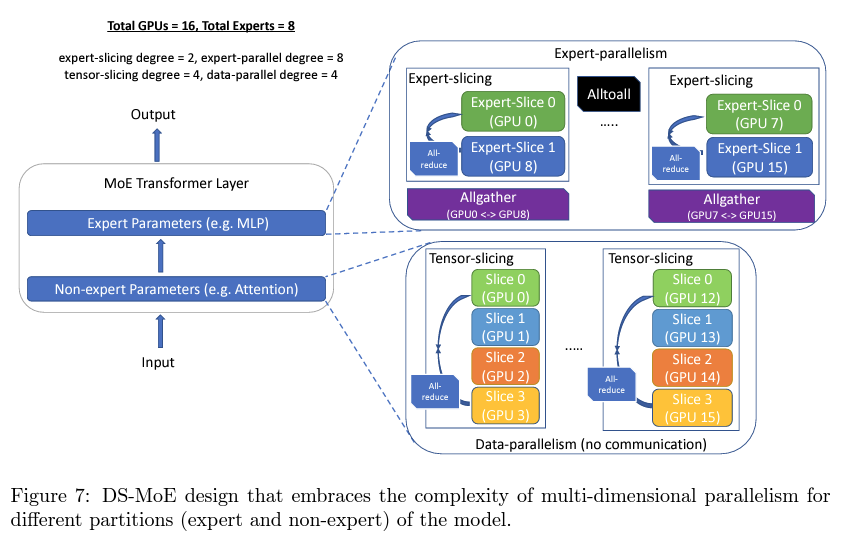 Total GPUs = 16, Total Experts = 8
expert-slicing degree = 2, expert-parallel degree = 8
tensor-slicing degree = 4, data-parallel degree = 4
Output
MoE Transformer Layer
Expert Parameters (e.g. MLP)
Non-expert Parameters (e.g. Attention)
Input
Expert-parallelism
Expert-slicing
Expert-Slice 0
(GPU 0)
Expert-Slice 1
(GPU 8)
All-
reduce
Allgather
(GPU0 <-> GPU8)
Alltoall
.....
Expert-slicing
Expert-Slice 0
(GPU 7)
Expert-Slice 1
(GPU 15)
All-
reduce
Allgather
(GPU7 <-> GPU15)
Tensor-slicing
Slice 0
(GPU 0)
Slice 1
(GPU 1)
Slice 2
(GPU 2)
Slice 3
(GPU 3)
All-
reduce
.....
Tensor-slicing
Slice 0
(GPU 12)
Slice 1
(GPU 13)
Slice 2
(GPU 14)
Slice 3
(GPU 15)
All-
reduce
Data-parallelism (no communication)
Figure 7: DS-MoE design that embraces the complexity of multi-dimensional parallelism for
different partitions (expert and non-expert) of the model.